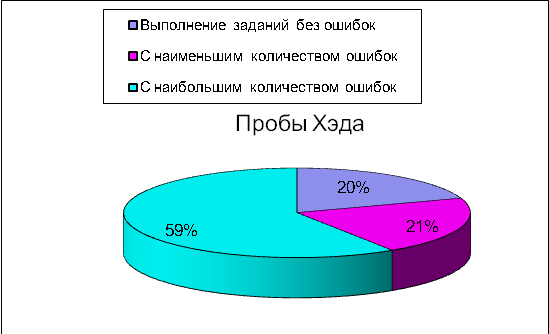 Выполнение заданий без ошибок
С наименьшим количеством ошибок
С наибольшим количеством ошибок
Пробы Хэда
20%
21%
59%